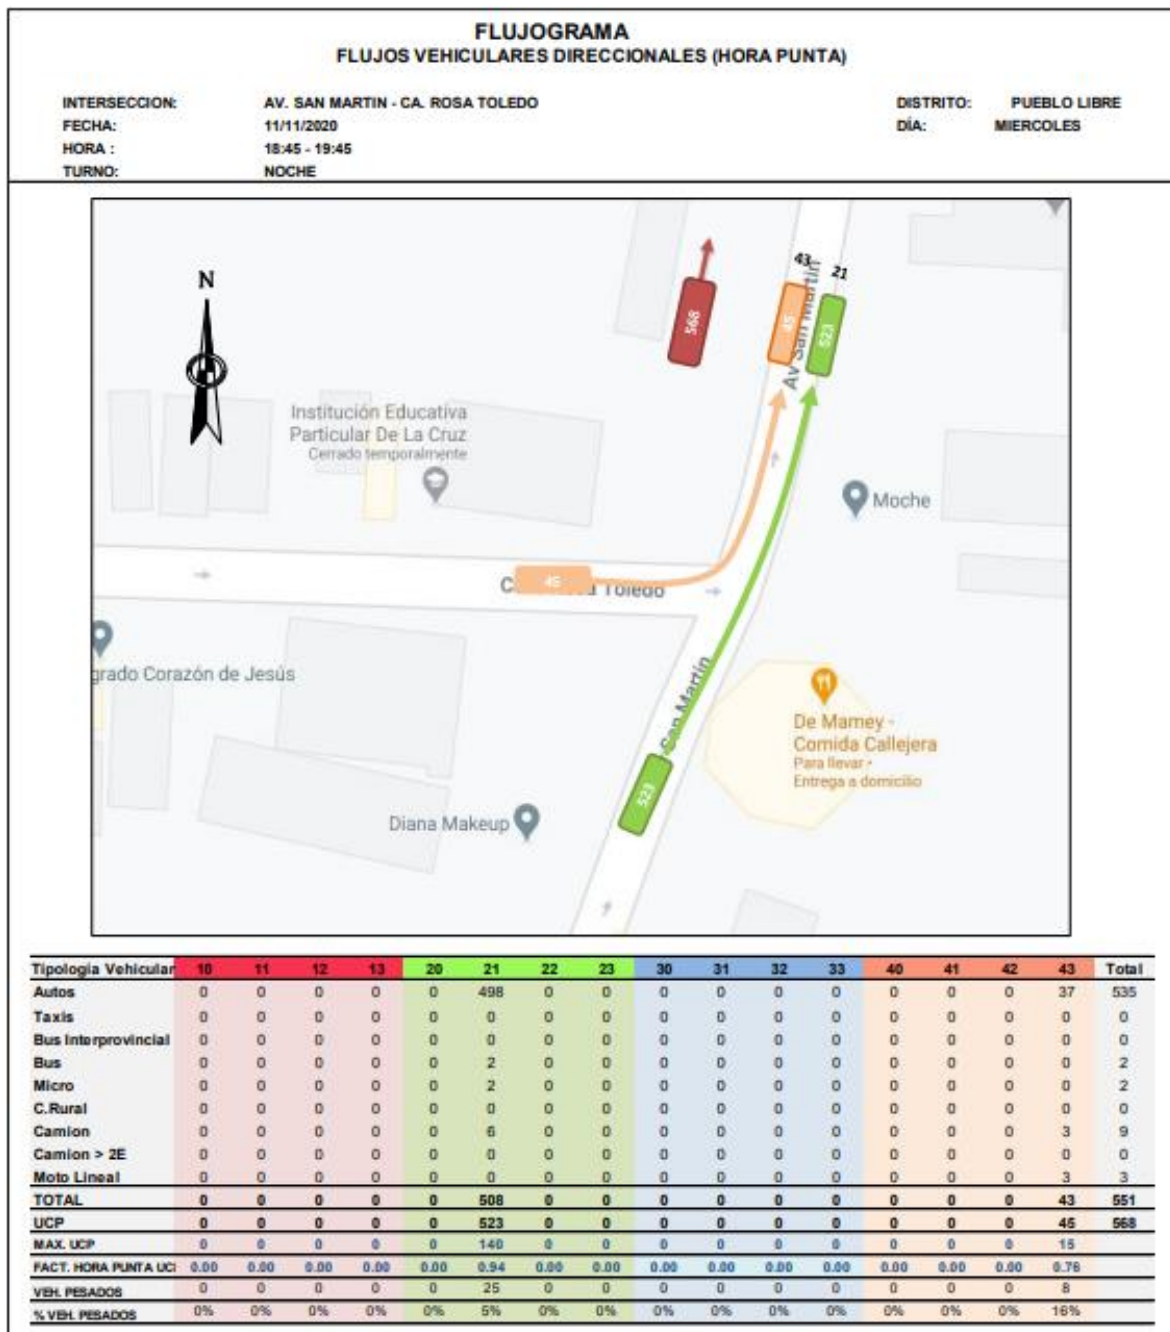 FLUJOGRAMA
FLUJOS VEHICULARES DIRECCIONALES (HORA PUNTA)
INTERSECCION: AV. SAN MARTIN - CA. ROSA TOLEDO DISTRITO: PUEBLO LIBRE
FECHA: 11/11/2020 DÍA: MIERCOLES
HORA : 18:45 - 19:45
TURNO: NOCHE
N
568
43
21
45
523
Av San Martin
Institución Educativa
Particular De La Cruz
Cerrado temporalmente
Moche
45
Toledo
grado Corazón de Jesús
San Martin
De Mamey -
Comida Callejera
Para llevar •
Entrega a domicilio
523
Diana Makeup
Tipología Vehicular 10 11 12 13 20 21 22 23 30 31 32 33 40 41 42 43 Total
Autos 0 0 0 0 0 498 0 0 0 0 0 0 0 0 0 37 535
Taxis 0 0 0 0 0 0 0 0 0 0 0 0 0 0 0 0 0
Bus Interprovincial 0 0 0 0 0 0 0 0 0 0 0 0 0 0 0 0 0
Bus 0 0 0 0 0 2 0 0 0 0 0 0 0 0 0 0 2
Micro 0 0 0 0 0 2 0 0 0 0 0 0 0 0 0 0 2
C.Rural 0 0 0 0 0 0 0 0 0 0 0 0 0 0 0 0 0
Camion 0 0 0 0 0 6 0 0 0 0 0 0 0 0 0 3 9
Camion > 2E 0 0 0 0 0 0 0 0 0 0 0 0 0 0 0 0 0
Moto Lineal 0 0 0 0 0 0 0 0 0 0 0 0 0 0 0 3 3
TOTAL 0 0 0 0 0 508 0 0 0 0 0 0 0 0 0 43 551
UCP 0 0 0 0 0 523 0 0 0 0 0 0 0 0 0 45 568
MAX. UCP 0 0 0 0 0 140 0 0 0 0 0 0 0 0 0 15
FACT. HORA PUNTA UC 0.00 0.00 0.00 0.00 0.00 0.94 0.00 0.00 0.00 0.00 0.00 0.00 0.00 0.00 0.00 0.76
VEH. PESADOS 0 0 0 0 0 25 0 0 0 0 0 0 0 0 0 8
% VEH. PESADOS 0% 0% 0% 0% 0% 5% 0% 0% 0% 0% 0% 0% 0% 0% 0% 16%